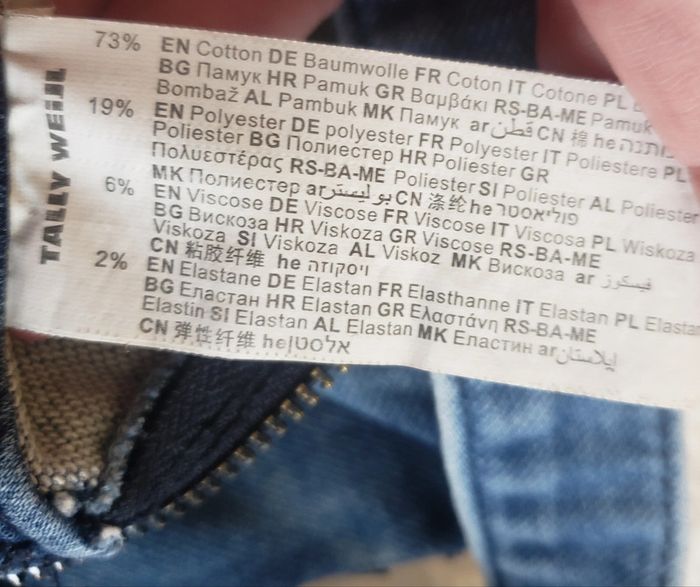 TALLY WEiJL
73% EN Cotton DE Baumwolle FR Coton IT Cotone PL
BG Памук HR Pamuk GR Βαμβάκι RS-BA-ME Pamuk
Bombaž AL Pambuk MK Памук ar قطن CN 棉 he כותנה
19% EN Polyester DE polyester FR Polyester IT Poliestere PL
Poliester BG Полиестер HR Poliester GR
Πολυεστέρας RS-BA-ME Poliester SI Poliester AL Poliester
MK Полиестер ar بوليستر CN 涤纶 he פוליאסטר
6% EN Viscose DE Viscose FR Viscose IT Viscosa PL Wiskoza
BG Вискоза HR Viskoza GR Viscose RS-BA-ME
Viskoza SI Viskoza AL Viskoz MK Вискоза ar فيسكوز
CN 粘胶纤维 he ויסקוזה
2% EN Elastane DE Elastan FR Elasthanne IT Elastan PL Elastan
BG Еластан HR Elastan GR Ελαστάνη RS-BA-ME
Elastin SI Elastan AL Elastan MK Еластин ar إيلاستان
CN 弹性纤维 he אלסטן